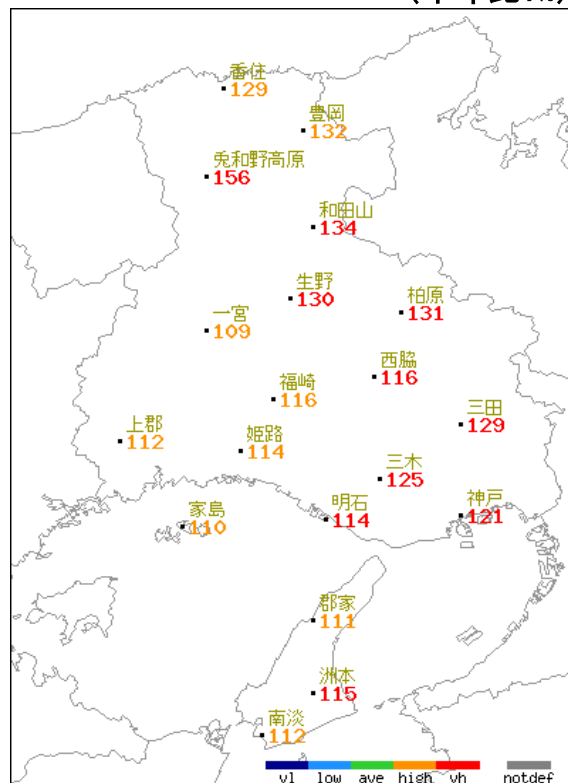 香住
129
豊岡
132
兎和野高原
156
和田山
134
生野
130
柏原
131
一宮
109
西脇
116
福崎
116
三田
129
上郡
112
姫路
114
三木
125
家島
110
明石
114
神戸
121
郡家
111
洲本
115
南淡
112
vl low ave high vh notdef